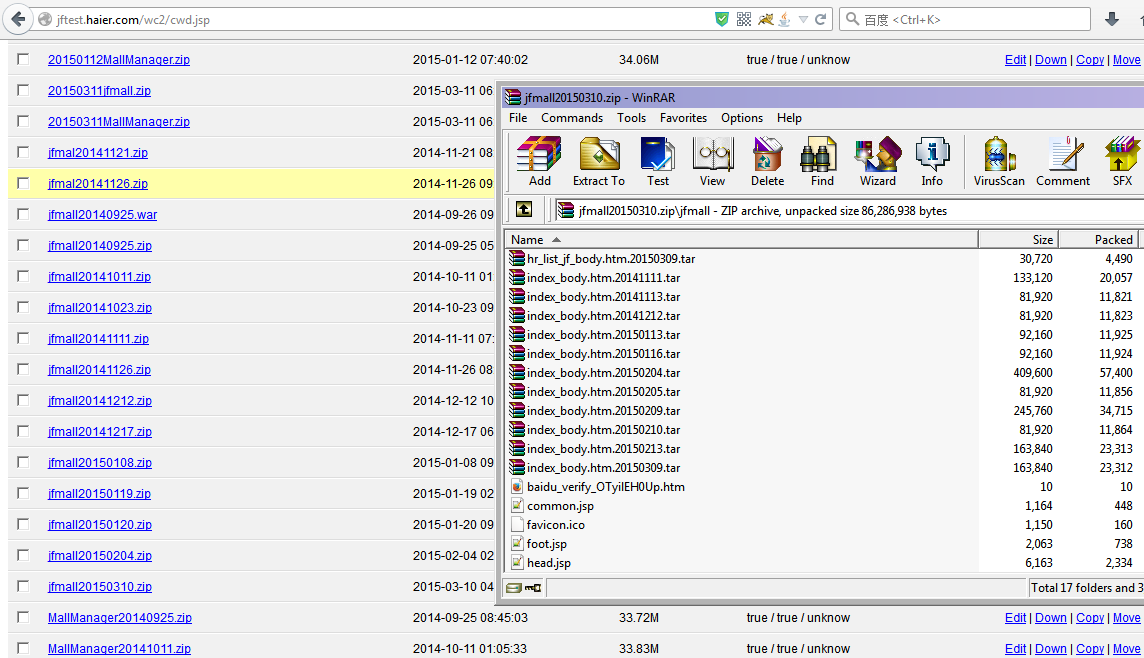 jftest.haier.com/wc2/cwd.jsp
百度 <Ctrl+K>
20150112MallManager.zip 2015-01-12 07:40:02 34.06M true / true / unknow Edit | Down | Copy | Move
20150311jfmall.zip 2015-03-11 06
20150311MallManager.zip 2015-03-11 06
jfmal20141121.zip 2014-11-21 08
jfmal20141126.zip 2014-11-26 09
jfmall20140925.war 2014-09-26 09
jfmall20140925.zip 2014-09-25 05
jfmall20141011.zip 2014-10-11 01
jfmall20141023.zip 2014-10-23 09
jfmall20141111.zip 2014-11-11 07:
jfmall20141126.zip 2014-11-26 08
jfmall20141212.zip 2014-12-12 10
jfmall20141217.zip 2014-12-17 06
jfmall20150108.zip 2015-01-08 09
jfmall20150119.zip 2015-01-19 02
jfmall20150120.zip 2015-01-20 09
jfmall20150204.zip 2015-02-04 02
jfmall20150310.zip 2015-03-10 04
MallManager20140925.zip 2014-09-25 08:45:03 33.72M true / true / unknow Edit | Down | Copy | Move
MallManager20141011.zip 2014-10-11 01:05:33 33.83M true / true / unknow Edit | Down | Copy | Move
jfmall20150310.zip - WinRAR
File Commands Tools Favorites Options Help
Add Extract To Test View Delete Find Wizard Info VirusScan Comment SFX
jfmall20150310.zip\jfmall - ZIP archive, unpacked size 86,286,938 bytes
Name Size Packed
hr_list_jf_body.htm.20150309.tar 30,720 4,490
index_body.htm.20141111.tar 133,120 20,057
index_body.htm.20141113.tar 81,920 11,821
index_body.htm.20141212.tar 81,920 11,823
index_body.htm.20150113.tar 92,160 11,925
index_body.htm.20150116.tar 92,160 11,924
index_body.htm.20150204.tar 409,600 57,400
index_body.htm.20150205.tar 81,920 11,856
index_body.htm.20150209.tar 245,760 34,715
index_body.htm.20150210.tar 81,920 11,864
index_body.htm.20150213.tar 163,840 23,313
index_body.htm.20150309.tar 163,840 23,312
baidu_verify_OTyiIEH0Up.htm 10 10
common.jsp 1,164 448
favicon.ico 1,150 160
foot.jsp 2,063 738
head.jsp 6,163 2,334
Total 17 folders and 3